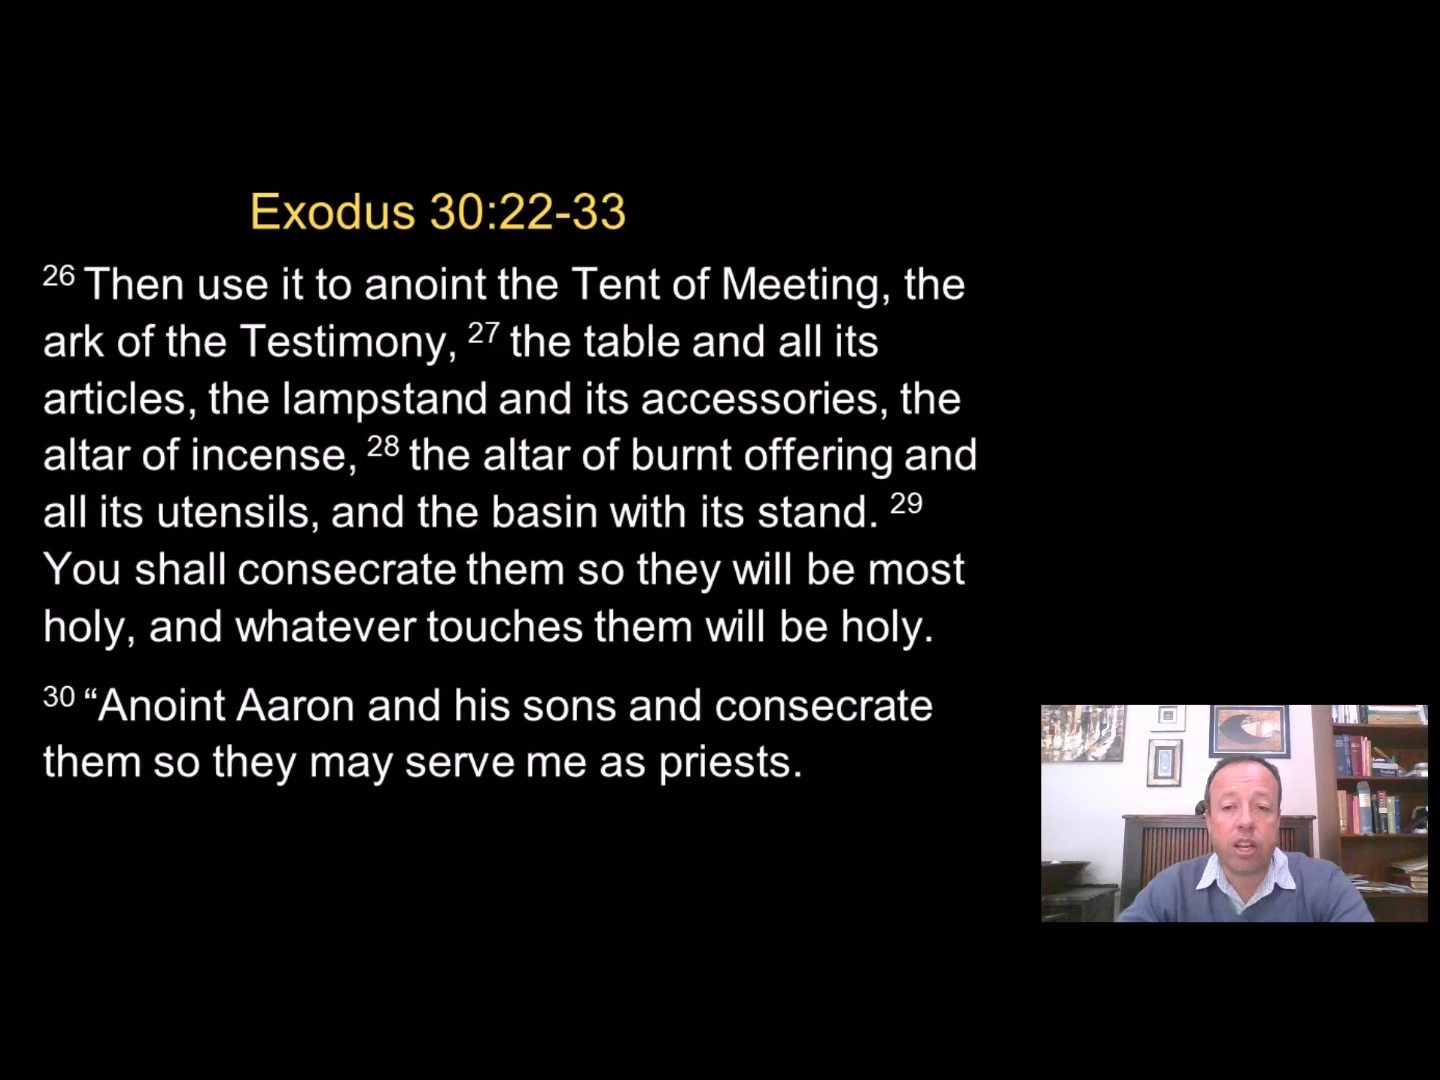 Exodus 30:22-33
26 Then use it to anoint the Tent of Meeting, the
ark of the Testimony, 27 the table and all its
articles, the lampstand and its accessories, the
altar of incense, 28 the altar of burnt offering and
all its utensils, and the basin with its stand. 29
You shall consecrate them so they will be most
holy, and whatever touches them will be holy.
30 “Anoint Aaron and his sons and consecrate
them so they may serve me as priests.